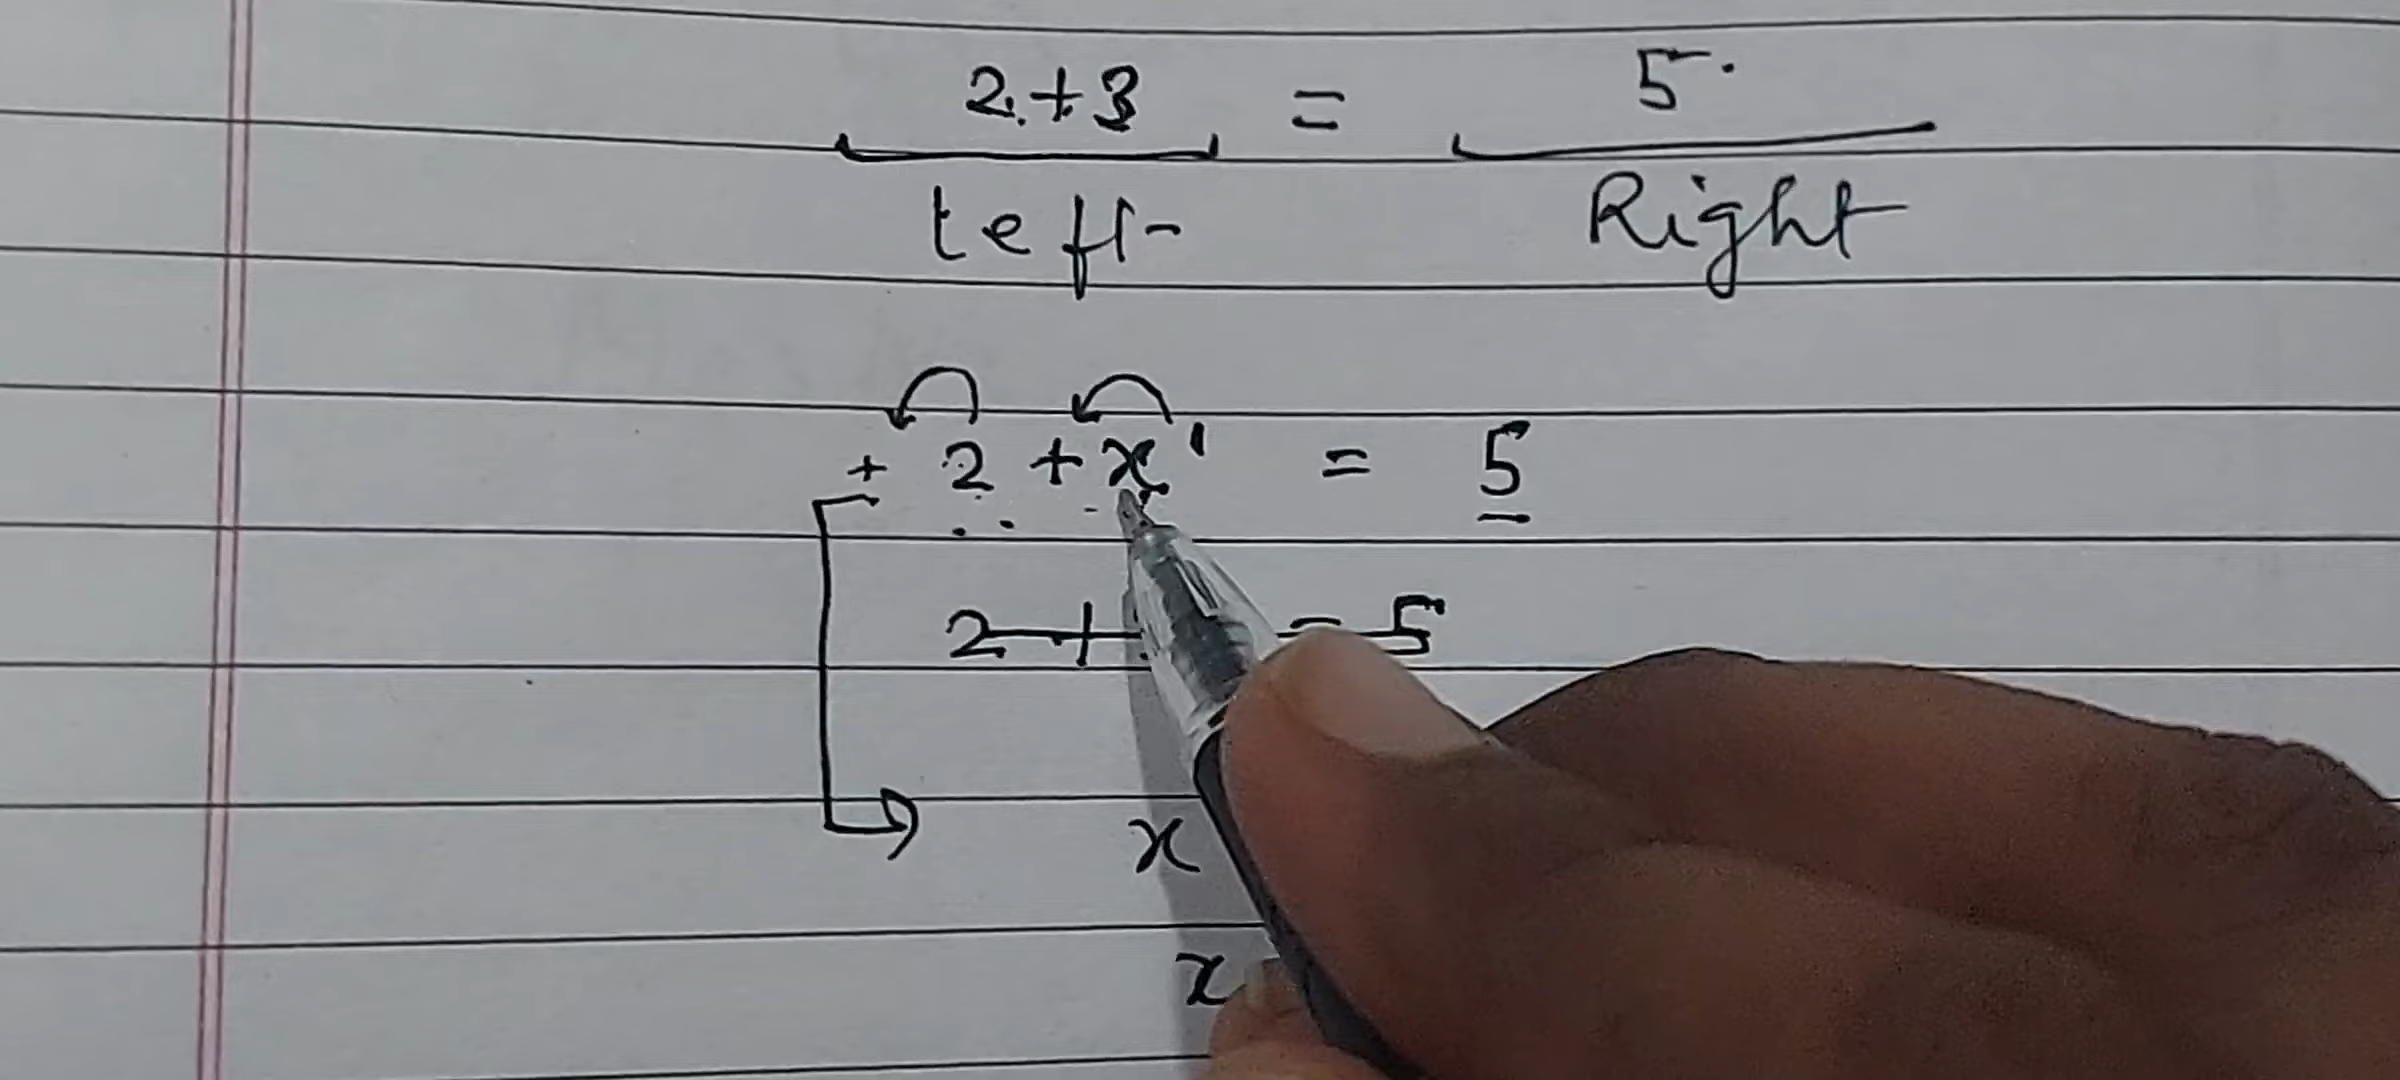 2+3 = 5
Left Right
+ 2 + x' = 5
2+ = 5
x
x